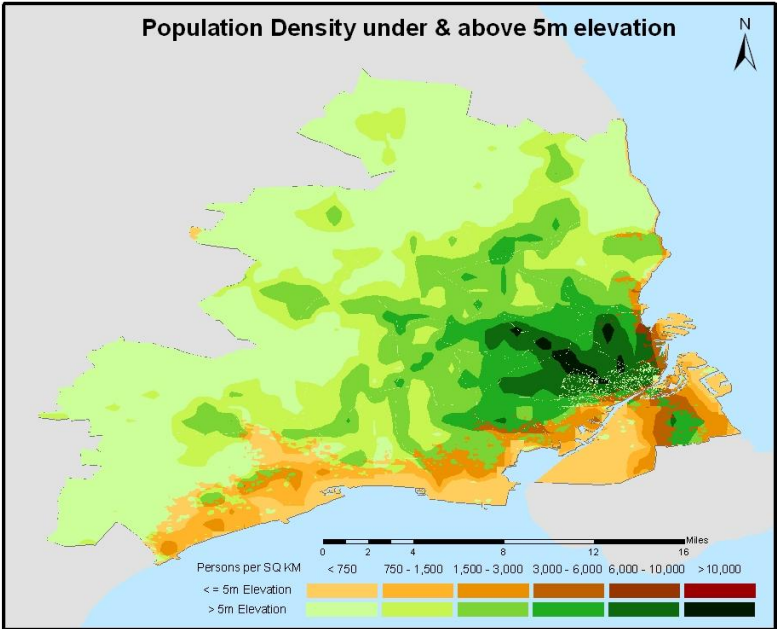 Population Density under & above 5m elevation
N
Miles
0 2 4 8 12 16
Persons per SQ KM < 750 750 - 1,500 1,500 - 3,000 3,000 - 6,000 6,000 - 10,000 > 10,000
< = 5m Elevation
> 5m Elevation